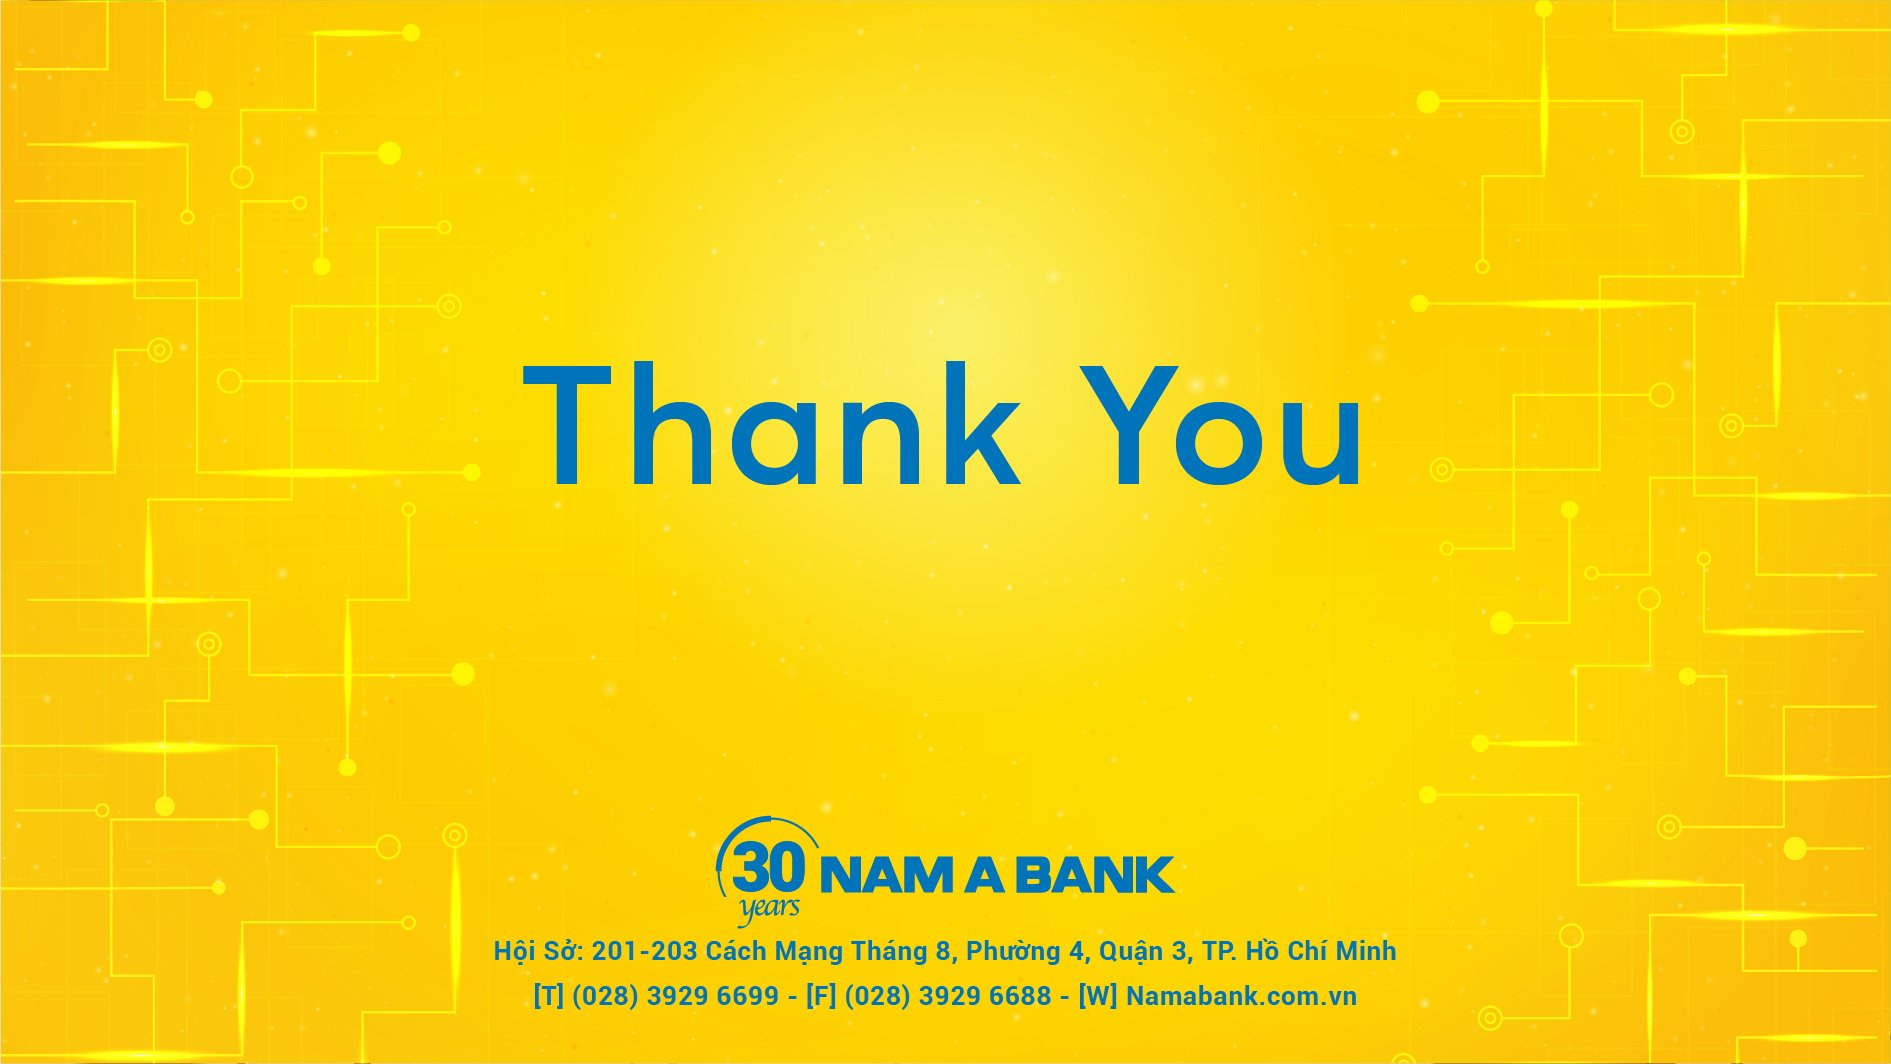 Thank You
30 NAM A BANK
years
Hội Sở: 201-203 Cách Mạng Tháng 8, Phường 4, Quận 3, TP. Hồ Chí Minh
[T] (028) 3929 6699 - [F] (028) 3929 6688 - [W] Namabank.com.vn